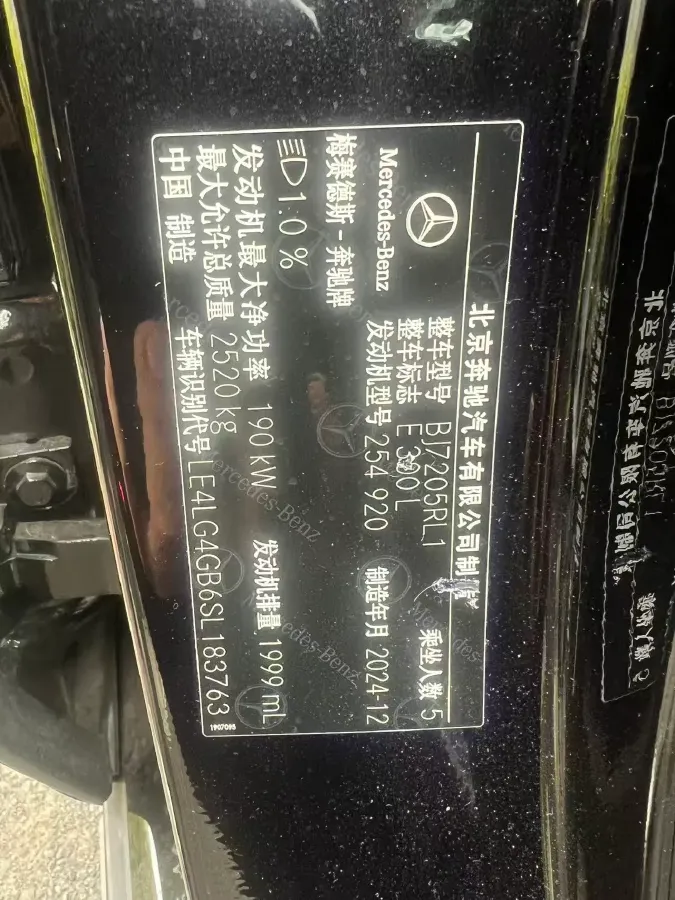 北京奔驰汽车有限公司制造
Mercedes-Benz
梅赛德斯-奔驰牌
整车型号 BJ7205RL1 乘坐人数 5
整车标志 E 300L
发动机型号 254 920 制造年月 2024-12
1.0 %
发动机最大净功率 190 kW 发动机排量 1999 mL
最大允许总质量 2520 kg
车辆识别代号 LE4LG4GB6SL183763
中国 制造
1907095